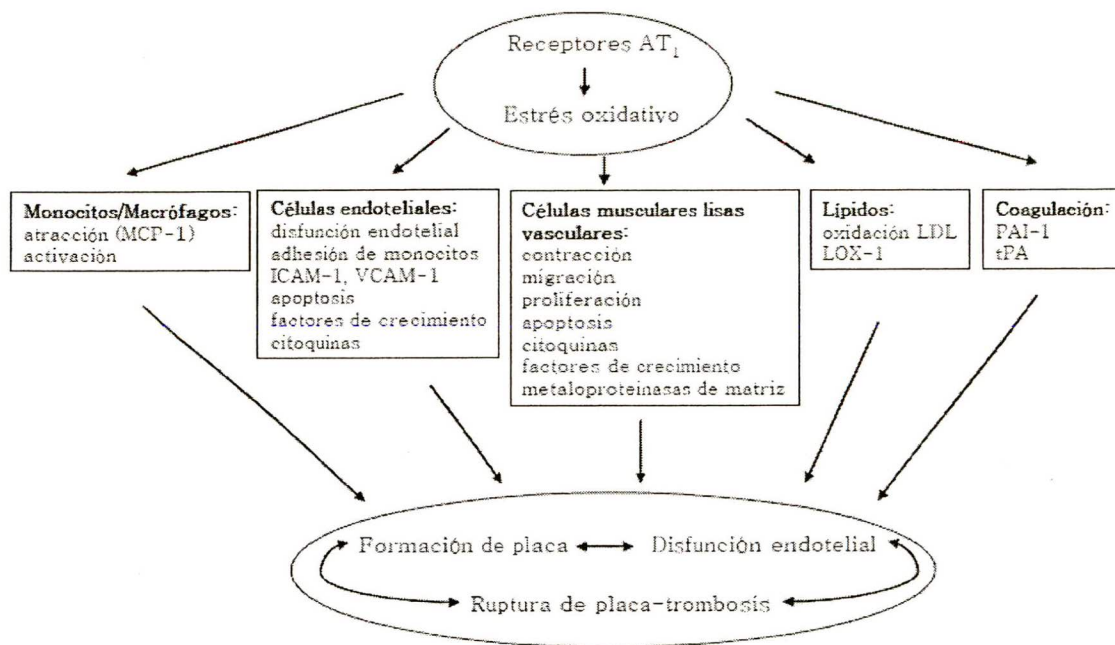 Receptores AT₁
Estrés oxidativo
Monocitos/Macrófagos:
atracción (MCP-1)
activación
Células endoteliales:
disfunción endotelial
adhesión de monocitos
ICAM-1, VCAM-1
apoptosis
factores de crecimiento
citoquinas
Células musculares lisas
vasculares:
contracción
migración
proliferación
apoptosis
citoquinas
factores de crecimiento
metaloproteinasas de matriz
Lípidos:
oxidación LDL
LOX-1
Coagulación:
PAI-1
tPA
Formación de placa
Disfunción endotelial
Ruptura de placa-trombosis